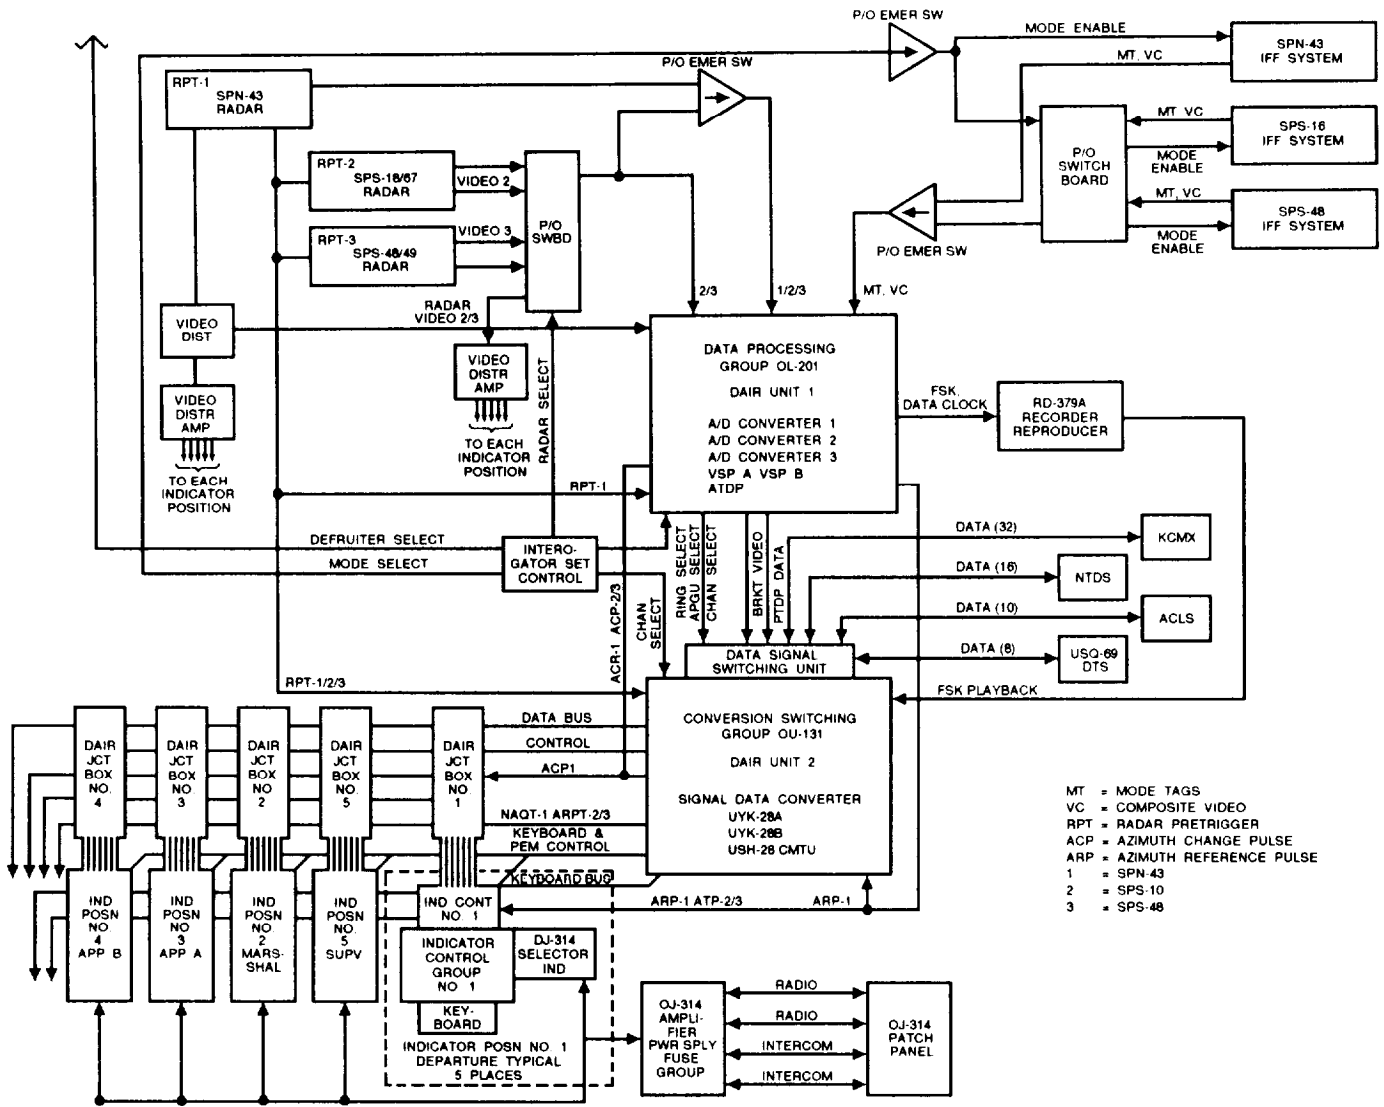 P/O EMER SW
MODE ENABLE
SPN-43
IFF SYSTEM
MT, VC
P/O EMER SW
RPT-1
SPN-43
RADAR
P/O
SWITCH
BOARD
MT VC
SPS-16
IFF SYSTEM
MODE
ENABLE
MT, VC
SPS-48
IFF SYSTEM
MODE
ENABLE
P/O EMER SW
RPT-2
SPS-18/67
RADAR
VIDEO 2
P/O
SWBD
RPT-3
SPS-48/49
RADAR
VIDEO 3
RADAR
VIDEO 2/3
2/3
1/2/3
MT, VC
VIDEO
DIST
VIDEO
DISTR
AMP
TO EACH
INDICATOR
POSITION
VIDEO
DISTR
AMP
TO EACH
INDICATOR
POSITION
RADAR SELECT
DATA PROCESSING
GROUP OL-201
DAIR UNIT 1
A/D CONVERTER 1
A/D CONVERTER 2
A/D CONVERTER 3
VSP A VSP B
ATDP
FSK,
DATA CLOCK
RD-379A
RECORDER
REPRODUCER
RPT-1
DEFRUITER SELECT
MODE SELECT
INTERO-
GATOR SET
CONTROL
ACR-1 ACP-2/3
CHAN
SELECT
RING SELECT
APGU SELECT
CHAN SELECT
BRKT VIDEO
PTDP DATA
DATA (32)
KCMX
DATA (16)
NTDS
DATA (10)
ACLS
DATA (8)
USQ-69
DTS
DATA SIGNAL
SWITCHING UNIT
FSK PLAYBACK
RPT-1/2/3
CONVERSION SWITCHING
GROUP OU-131
DAIR UNIT 2
SIGNAL DATA CONVERTER
UYK-28A
UYK-28B
USH-28 CMTU
DAIR
JCT
BOX
NO.
4
DAIR
JCT
BOX
NO.
3
DAIR
JCT
BOX
NO.
2
DAIR
JCT
BOX
NO.
5
DAIR
JCT
BOX
NO.
1
DATA BUS
CONTROL
ACP1
NAQT-1 ARPT-2/3
KEYBOARD &
PEM CONTROL
KEYBOARD BUS
ARP-1 ATP-2/3
ARP-1
IND
POSN
NO.
4
APP B
IND
POSN
NO.
3
APP A
IND
POSN
NO.
2
MARS-
SHAL
IND
POSN
NO.
5
SUPV
IND CONT
NO. 1
INDICATOR
CONTROL
GROUP
NO 1
DJ-314
SELECTOR
IND
KEY-
BOARD
INDICATOR POSN NO. 1
DEPARTURE TYPICAL
5 PLACES
OJ-314
AMPLI-
FIER
PWR SPLY
FUSE
GROUP
RADIO
RADIO
INTERCOM
INTERCOM
OJ-314
PATCH
PANEL
MT = MODE TAGS
VC = COMPOSITE VIDEO
RPT = RADAR PRETRIGGER
ACP = AZIMUTH CHANGE PULSE
ARP = AZIMUTH REFERENCE PULSE
1 = SPN-43
2 = SPS-10
3 = SPS-48